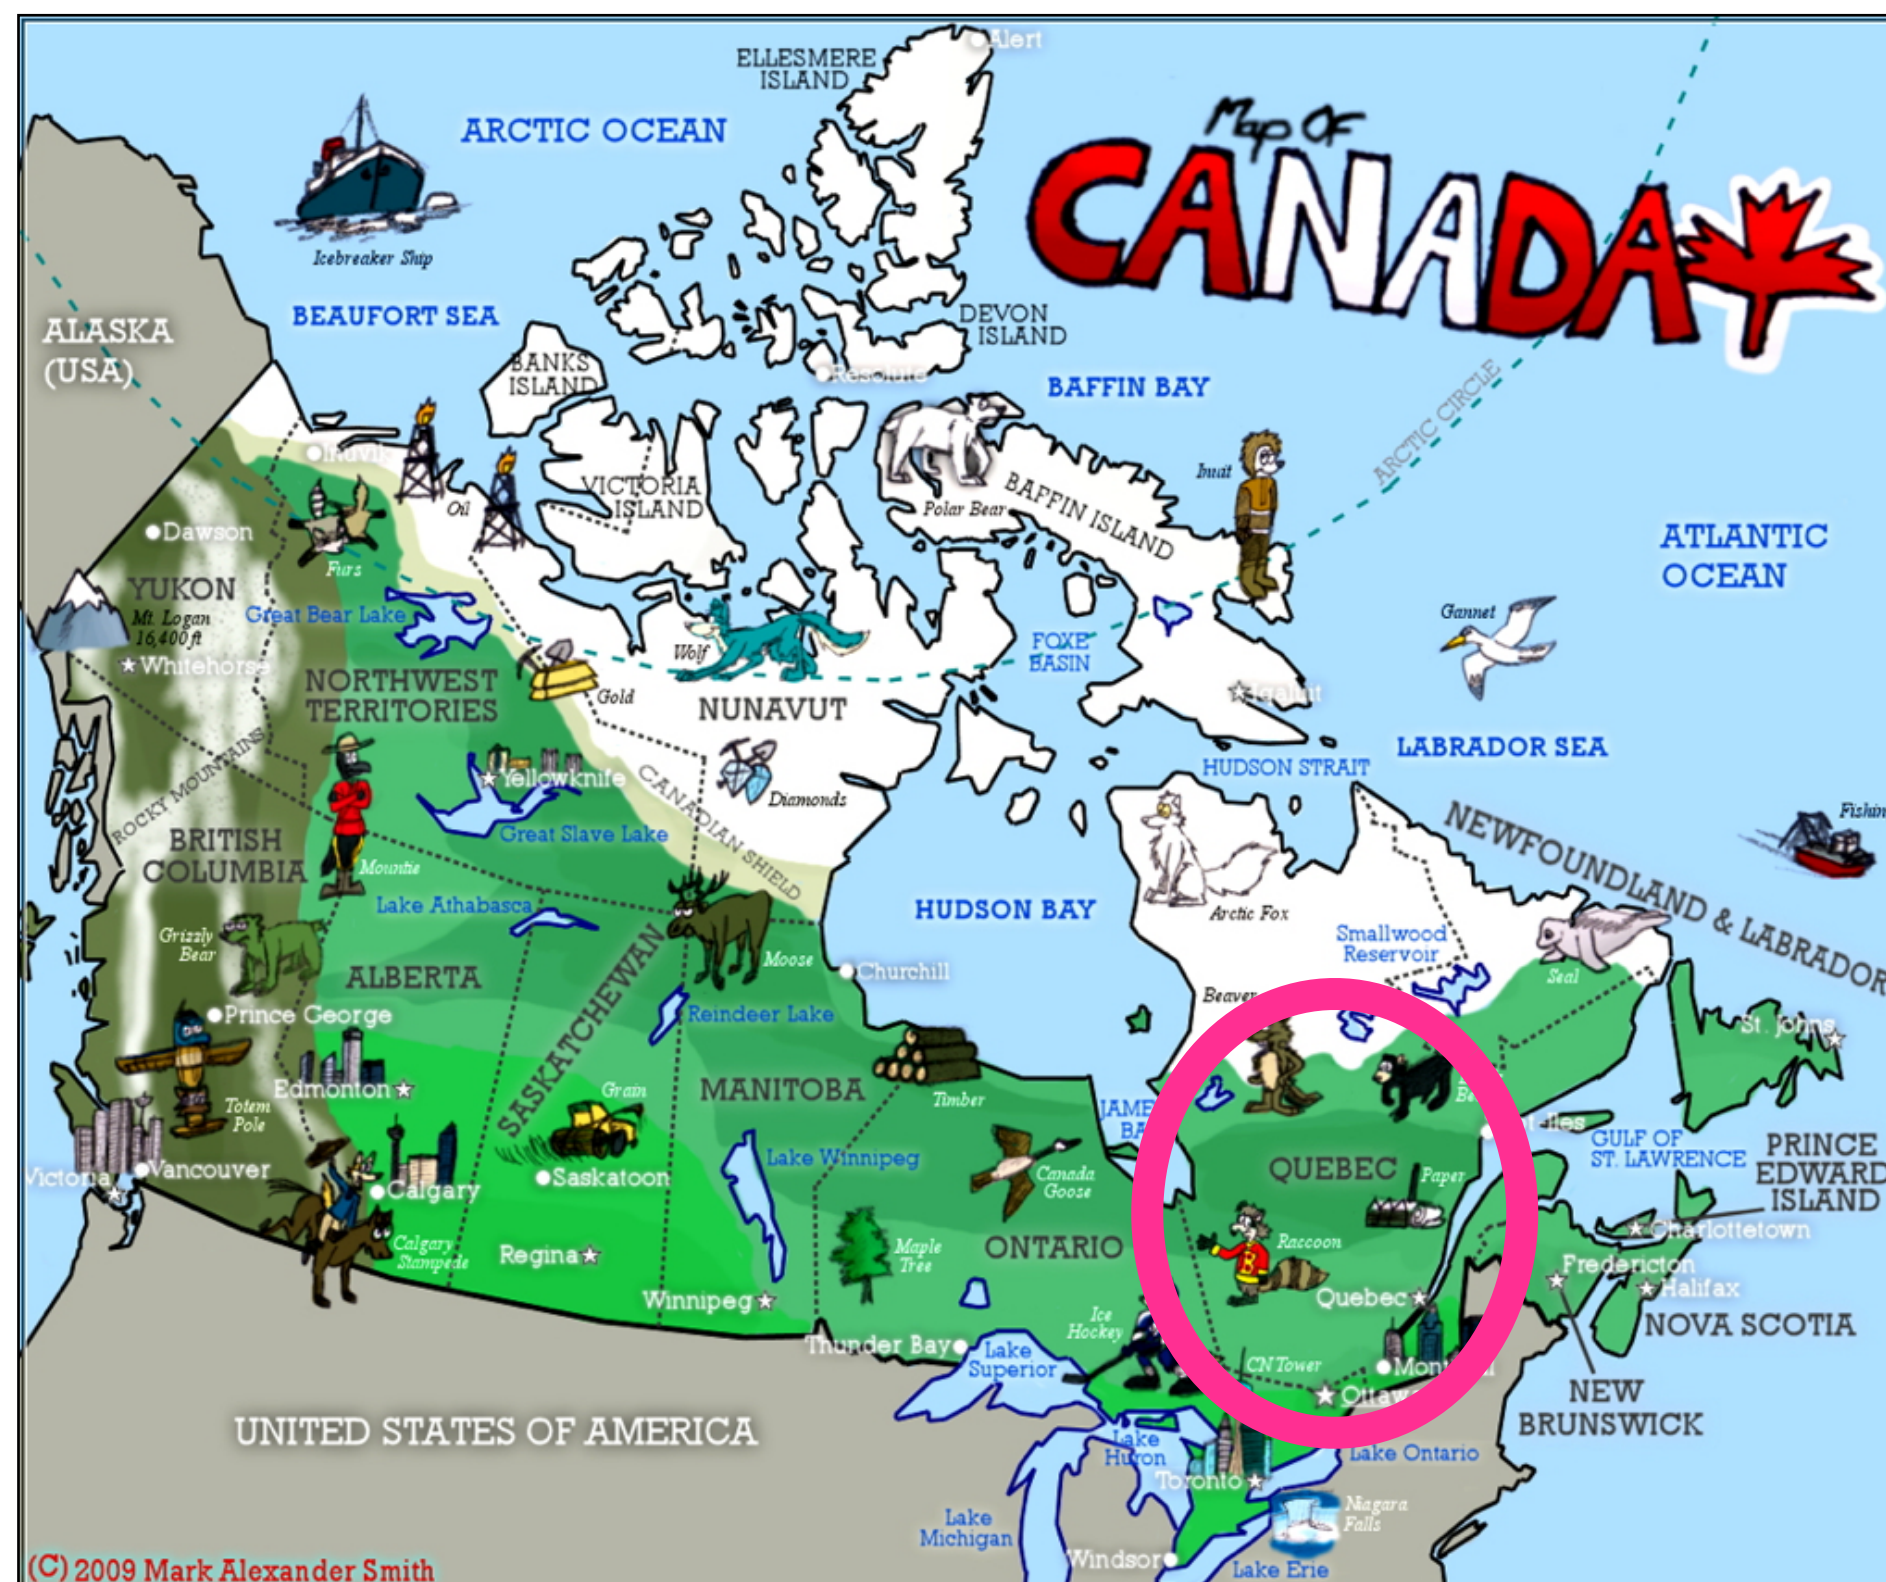 Alert
ELLESMERE
ISLAND
Map OF
CANADA
ARCTIC OCEAN
Icebreaker Ship
BEAUFORT SEA
DEVON
ISLAND
ALASKA
(USA)
BANKS
ISLAND
Resolute
BAFFIN BAY
ARCTIC CIRCLE
Inuvik
Oil
VICTORIA
ISLAND
Polar Bear
BAFFIN ISLAND
Inuit
ATLANTIC
OCEAN
Dawson
Furs
YUKON
Mt. Logan
16,400 ft
Great Bear Lake
Whitehorse
Wolf
FOXE
BASIN
Gannet
NORTHWEST
TERRITORIES
Gold
NUNAVUT
Iqaluit
LABRADOR SEA
HUDSON STRAIT
ROCKY MOUNTAINS
Yellowknife
CANADIAN SHIELD
Diamonds
Great Slave Lake
BRITISH
COLUMBIA
Mountie
NEWFOUNDLAND & LABRADOR
Fishin
Lake Athabasca
HUDSON BAY
Arctic Fox
Smallwood
Reservoir
Grizzly
Bear
ALBERTA
SASKATCHEWAN
Moose
Churchill
Seal
Beaver
Prince George
Reindeer Lake
St. Johns
Edmonton
Grain
MANITOBA
Timber
Totem
Pole
Be
JAME
BA
Lake Winnipeg
Canada
Goose
QUEBEC
Paper
GULF OF
ST. LAWRENCE
PRINCE
EDWARD
ISLAND
Victoria
Vancouver
Calgary
Saskatoon
Calgary
Stampede
Regina
Maple
Tree
ONTARIO
Raccoon
B
Charlottetown
Fredericton
Halifax
Winnipeg
Quebec
Ice
Hockey
NOVA SCOTIA
Thunder Bay
Lake
Superior
CN Tower
Mont
Ottaw
NEW
BRUNSWICK
UNITED STATES OF AMERICA
Lake
Huron
Lake Ontario
Toronto
Niagara
Falls
Lake
Michigan
Windsor
Lake Erie
(C) 2009 Mark Alexander Smith